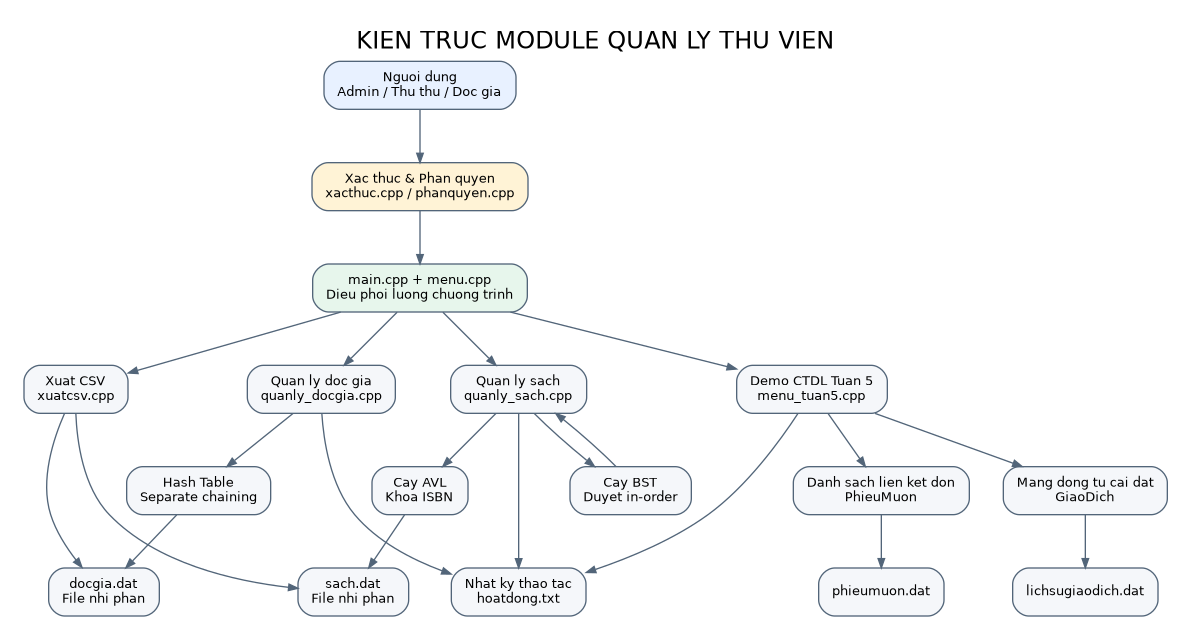 KIEN TRUC MODULE QUAN LY THU VIEN
Nguoi dung
Admin / Thu thu / Doc gia
Xac thuc & Phan quyen
xacthuc.cpp / phanquyen.cpp
main.cpp + menu.cpp
Dieu phoi luong chuong trinh
Xuat CSV
xuatcsv.cpp
Quan ly doc gia
quanly_docgia.cpp
Quan ly sach
quanly_sach.cpp
Demo CTDL Tuan 5
menu_tuan5.cpp
Hash Table
Separate chaining
Cay AVL
Khoa ISBN
Cay BST
Duyet in-order
Danh sach lien ket don
PhieuMuon
Mang dong tu cai dat
GiaoDich
docgia.dat
File nhi phan
sach.dat
File nhi phan
Nhat ky thao tac
hoatdong.txt
phieumuon.dat
lichsugiaodich.dat